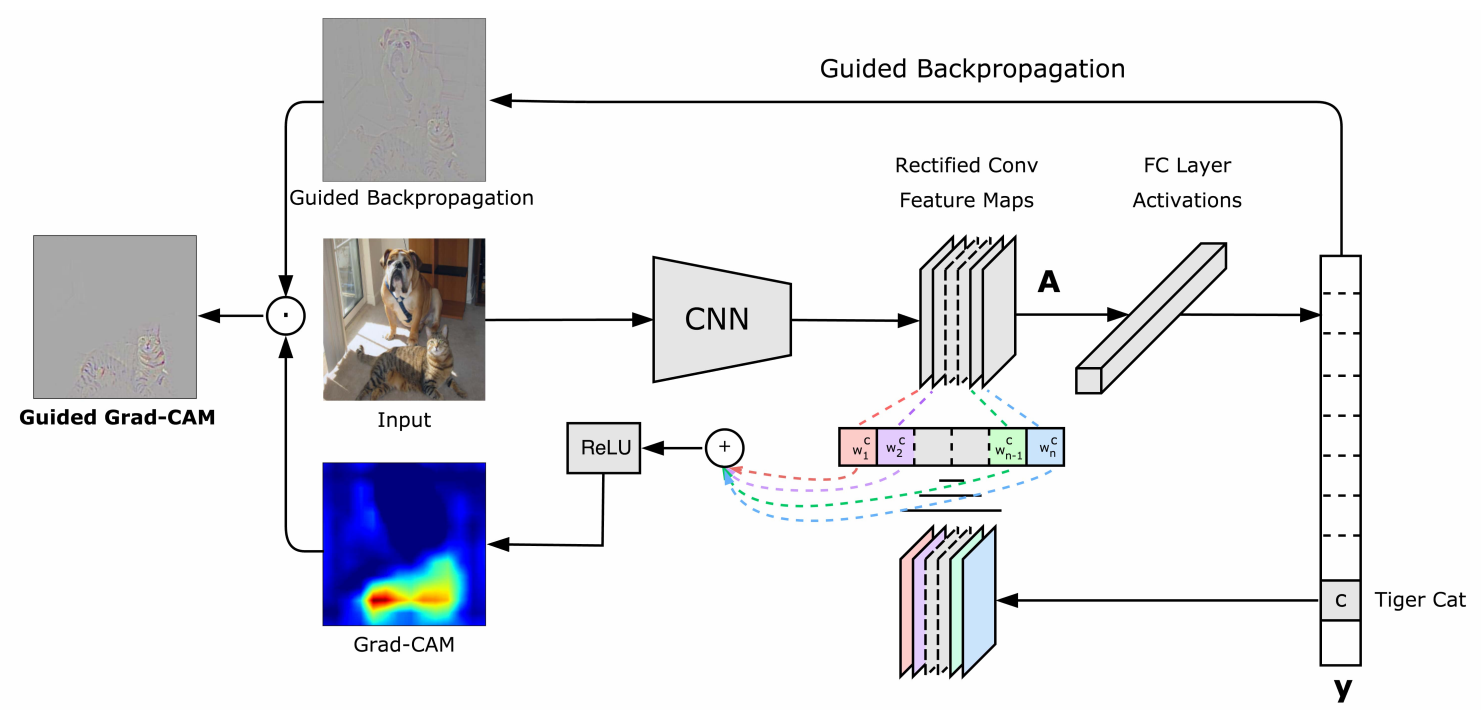 Guided Backpropagation
Rectified Conv
Feature Maps
FC Layer
Activations
Guided Backpropagation
A
CNN
·
Input
Guided Grad-CAM
ReLU
+
w₁ᶜ
w₂ᶜ
wₙ₋₁ᶜ
wₙᶜ
Grad-CAM
c
Tiger Cat
y